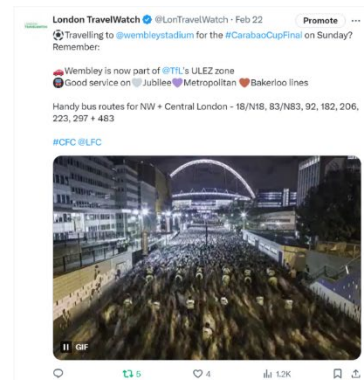 London TravelWatch @LonTravelWatch · Feb 22 Promote ...
⚽Travelling to @wembleystadium for the #CarabaoCupFinal on Sunday?
Remember:
🚗Wembley is now part of @TfL's ULEZ zone
🚇Good service on🩶Jubilee💜Metropolitan 🤎Bakerloo lines
Handy bus routes for NW + Central London - 18/N18, 83/N83, 92, 182, 206,
223, 297 + 483
#CFC @LFC
GIF
5 4 1.2K